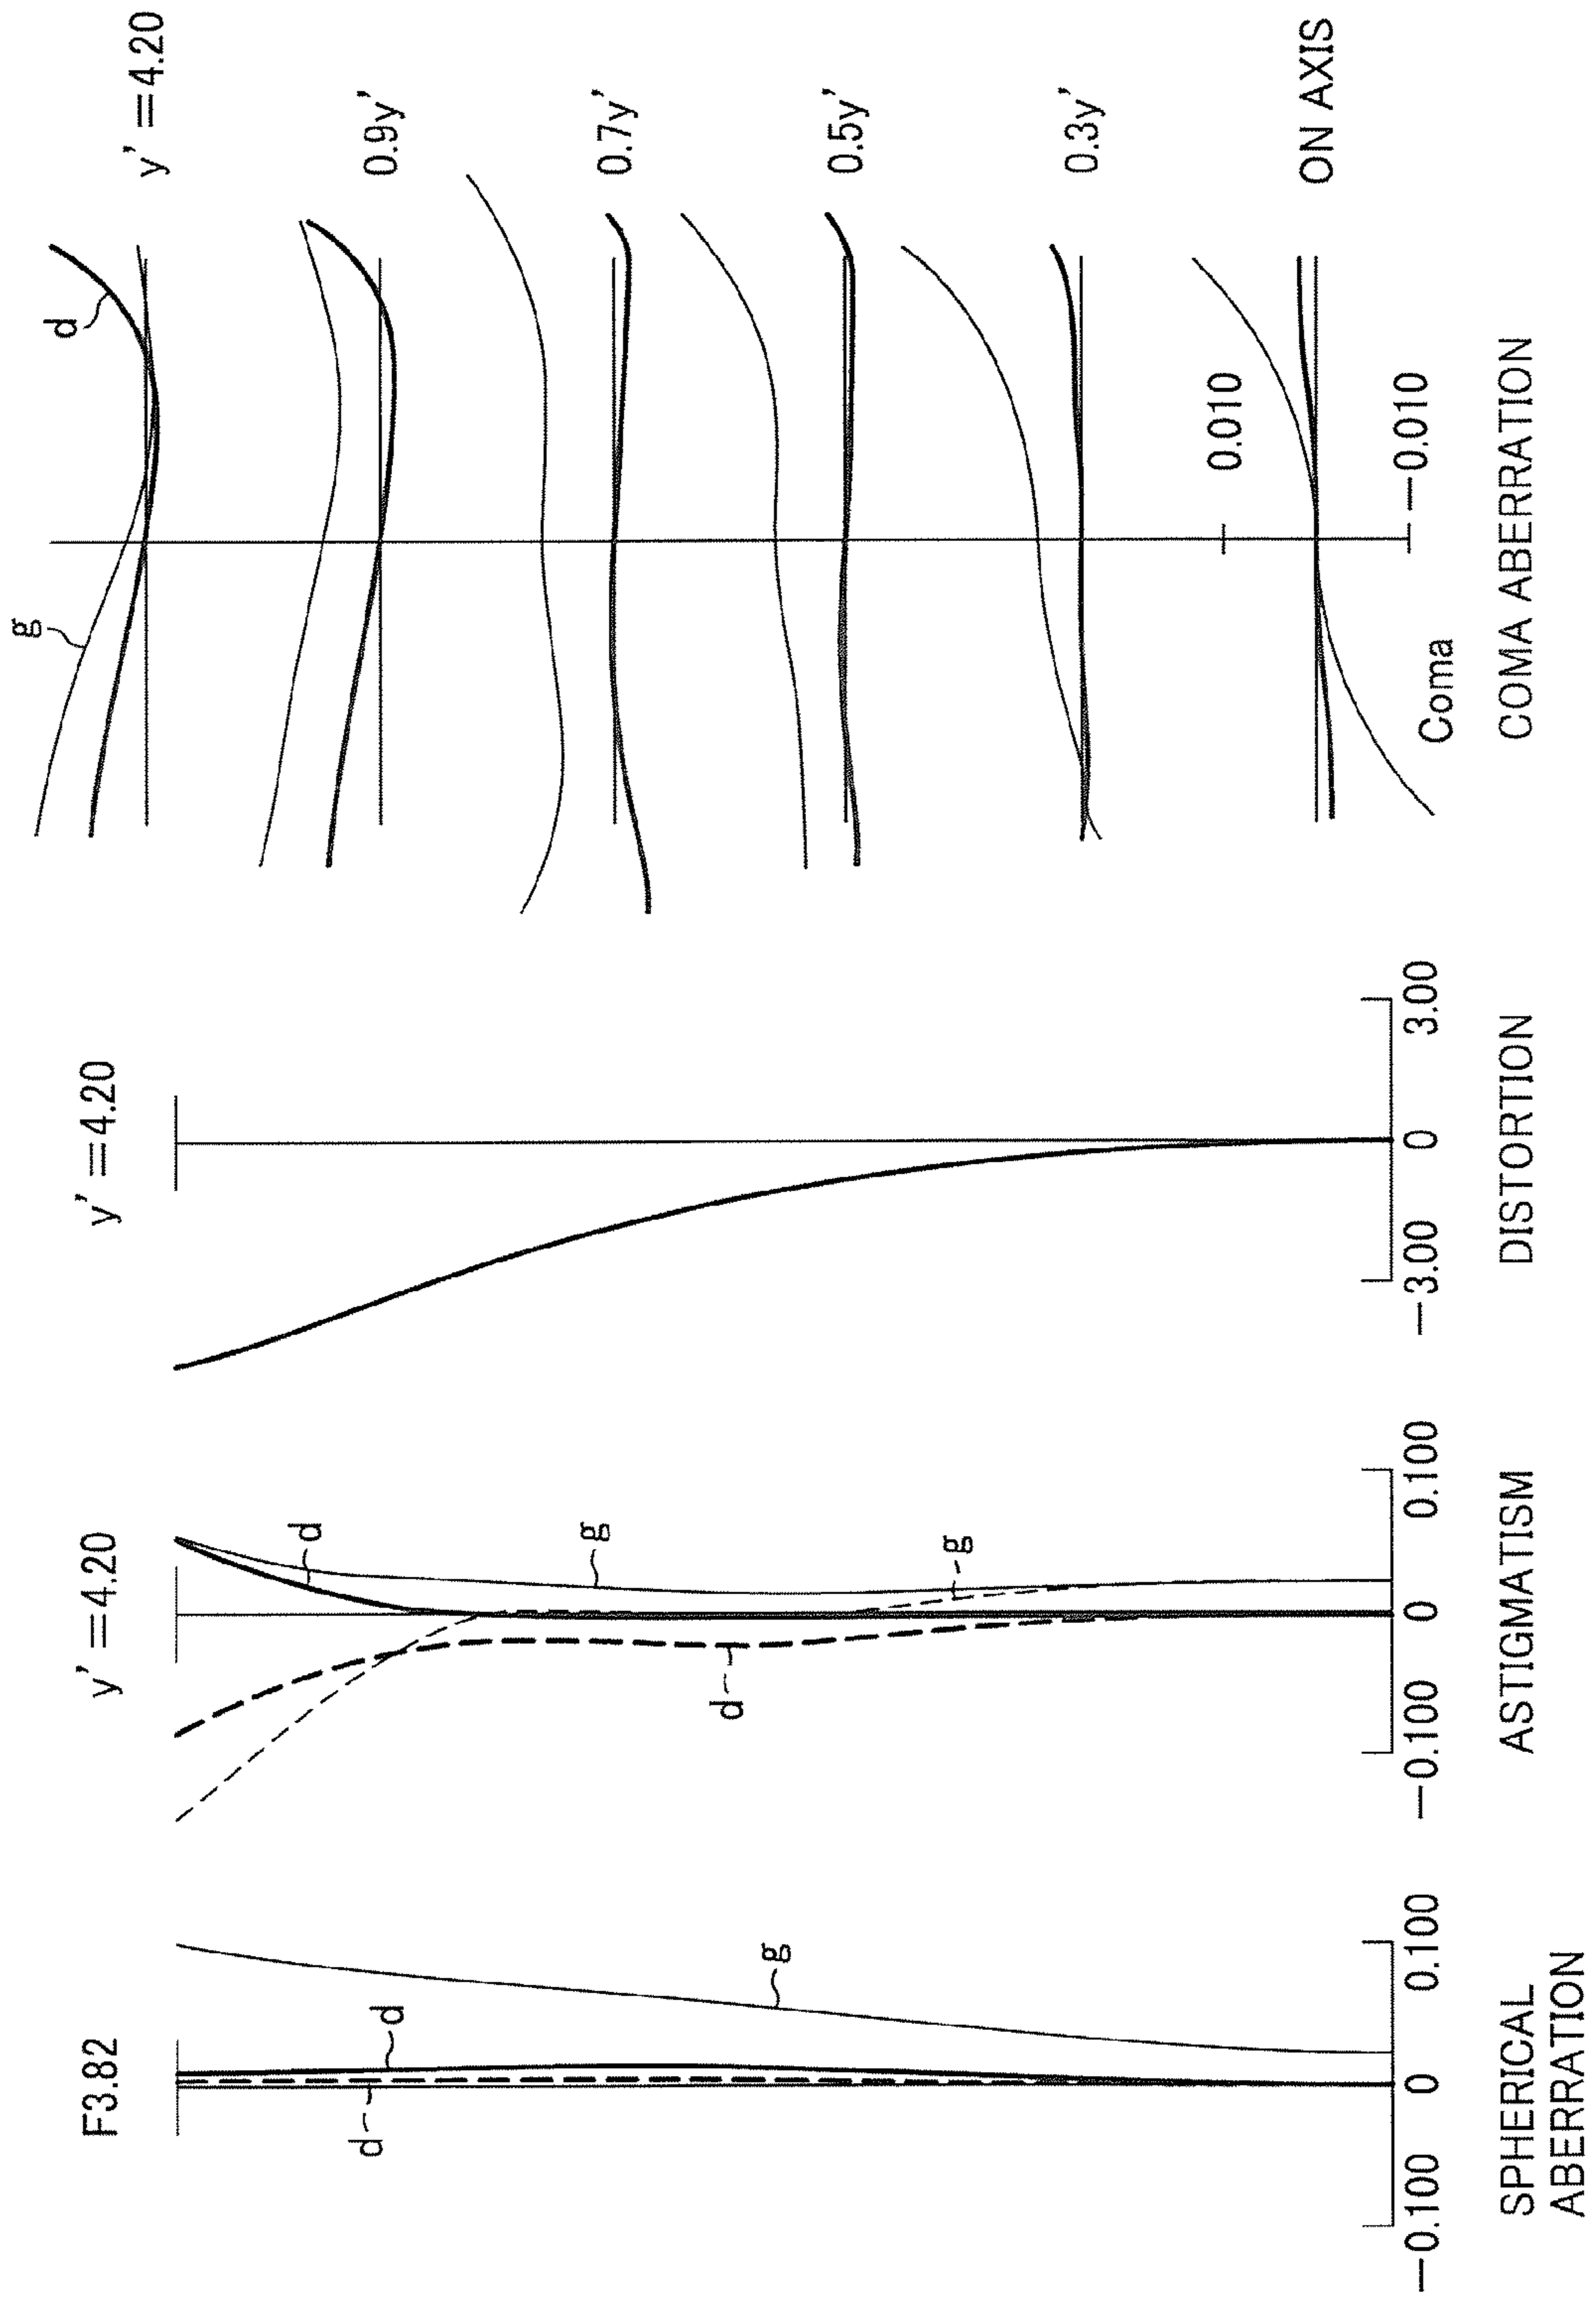 F3.82
d
d
g
−0.100
0
0.100
SPHERICAL
ABERRATION
y'=4.20
d
g
g
d
−0.100
0
0.100
ASTIGMATISM
y'=4.20
−3.00
0
3.00
DISTORTION
g
d
y'=4.20
0.9y'
0.7y'
0.5y'
0.3y'
ON AXIS
0.010
−0.010
Coma
COMA ABERRATION